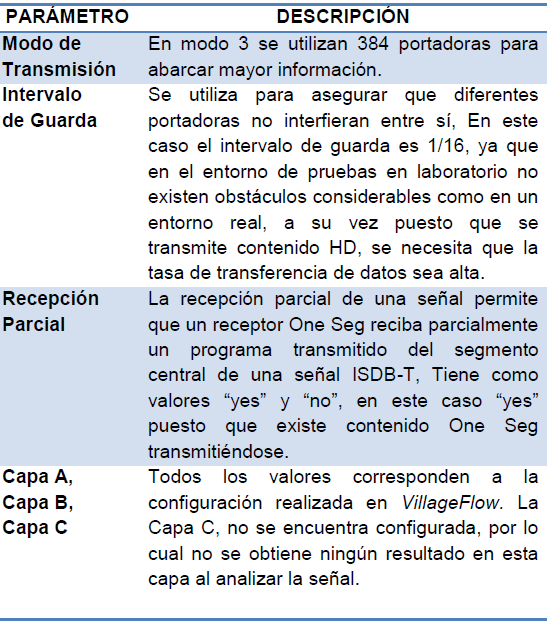 PARÁMETRO DESCRIPCIÓN
Modo de Transmisión
En modo 3 se utilizan 384 portadoras para
abarcar mayor información.
Intervalo
de Guarda
Se utiliza para asegurar que diferentes
portadoras no interfieran entre sí, En este
caso el intervalo de guarda es 1/16, ya que
en el entorno de pruebas en laboratorio no
existen obstáculos considerables como en un
entorno real, a su vez puesto que se
transmite contenido HD, se necesita que la
tasa de transferencia de datos sea alta.
Recepción
Parcial
La recepción parcial de una señal permite
que un receptor One Seg reciba parcialmente
un programa transmitido del segmento
central de una señal ISDB-T, Tiene como
valores “yes” y “no”, en este caso “yes”
puesto que existe contenido One Seg
transmitiéndose.
Capa A,
Capa B,
Capa C
Todos los valores corresponden a la
configuración realizada en VillageFlow. La
Capa C, no se encuentra configurada, por lo
cual no se obtiene ningún resultado en esta
capa al analizar la señal.